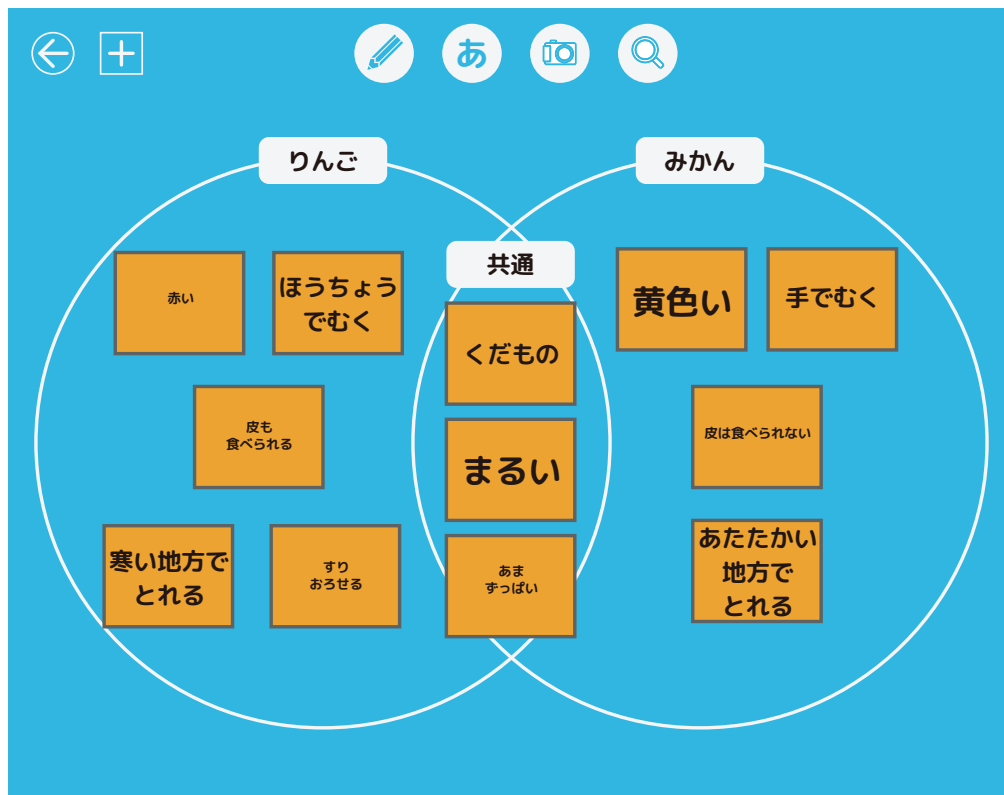 あ
りんご
みかん
共通
赤い
ほうちょう
でむく
皮も
食べられる
寒い地方で
とれる
すり
おろせる
くだもの
まるい
あま
ずっぱい
黄色い
手でむく
皮は食べられない
あたたかい
地方で
とれる